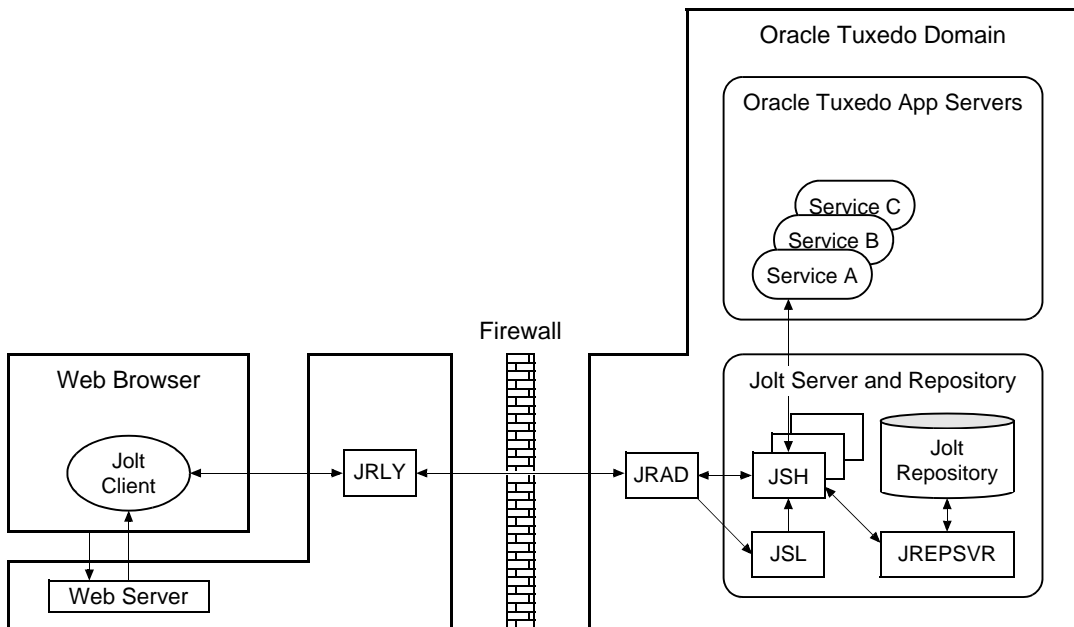 Oracle Tuxedo Domain
Oracle Tuxedo App Servers
Service C
Service B
Service A
Firewall
Web Browser
Jolt Server and Repository
Jolt
Client
JRLY
JRAD
JSH
Jolt
Repository
JSL
JREPSVR
Web Server